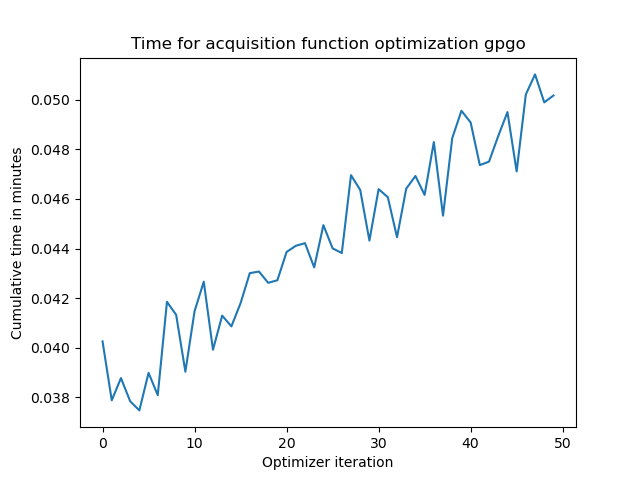 Time for acquisition function optimization gpgo
0.050
0.048
0.046
0.044
0.042
0.040
0.038
Cumulative time in minutes
0 10 20 30 40 50
Optimizer iteration